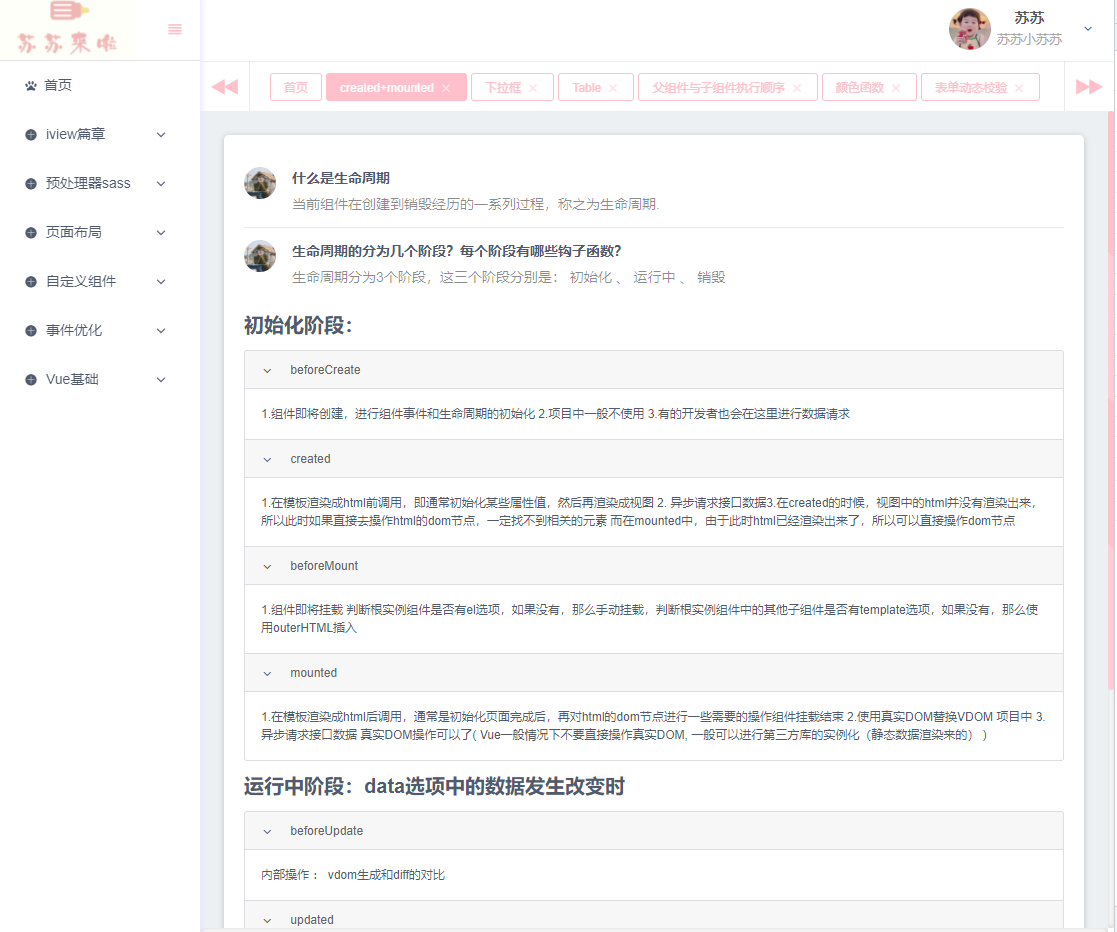 苏苏来啦
苏苏
苏苏小苏苏
首页
iview篇章
预处理器sass
页面布局
自定义组件
事件优化
Vue基础
首页
created+mounted
下拉框
Table
父组件与子组件执行顺序
颜色函数
表单动态校验
什么是生命周期
当前组件在创建到销毁经历的一系列过程，称之为生命周期.
生命周期的分为几个阶段？每个阶段有哪些钩子函数?
生命周期分为3个阶段，这三个阶段分别是： 初始化 、 运行中 、 销毁
初始化阶段：
beforeCreate
1.组件即将创建，进行组件事件和生命周期的初始化 2.项目中一般不使用 3.有的开发者也会在这里进行数据请求
created
1.在模板渲染成html前调用，即通常初始化某些属性值，然后再渲染成视图 2. 异步请求接口数据3.在created的时候，视图中的html并没有渲染出来，
所以此时如果直接去操作html的dom节点，一定找不到相关的元素 而在mounted中，由于此时html已经渲染出来了，所以可以直接操作dom节点
beforeMount
1.组件即将挂载 判断根实例组件是否有el选项，如果没有，那么手动挂载，判断根实例组件中的其他子组件是否有template选项，如果没有，那么使
用outerHTML插入
mounted
1.在模板渲染成html后调用，通常是初始化页面完成后，再对html的dom节点进行一些需要的操作组件挂载结束 2.使用真实DOM替换VDOM 项目中 3.
异步请求接口数据 真实DOM操作可以了( Vue一般情况下不要直接操作真实DOM, 一般可以进行第三方库的实例化（静态数据渲染来的） )
运行中阶段：data选项中的数据发生改变时
beforeUpdate
内部操作： vdom生成和diff的对比
updated